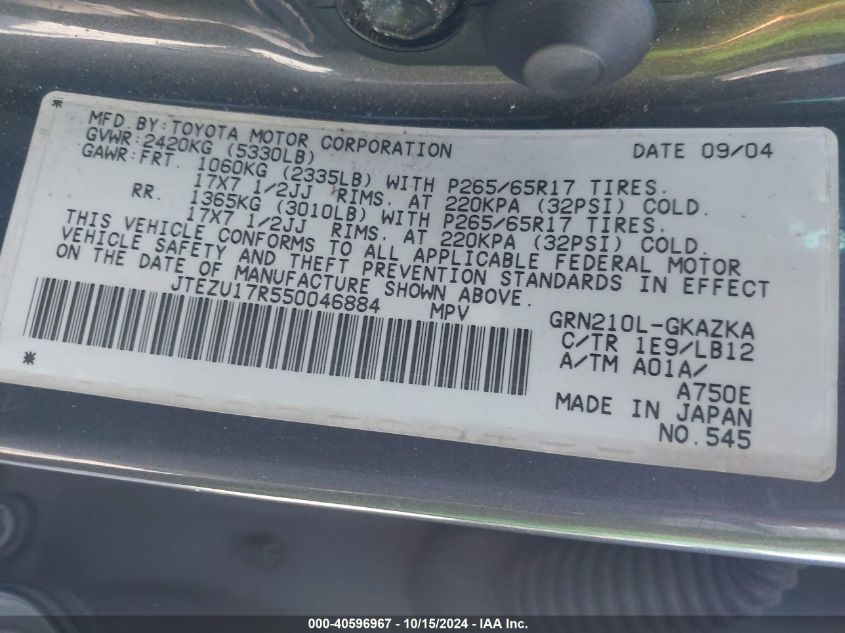 * MFD. BY: TOYOTA MOTOR CORPORATION DATE 09/04
GVWR: 2420KG (5330LB)
GAWR: FRT. 1060KG (2335LB) WITH P265/65R17 TIRES.
17X7 1/2JJ RIMS. AT 220KPA (32PSI) COLD.
RR. 1365KG (3010LB) WITH P265/65R17 TIRES.
17X7 1/2JJ RIMS. AT 220KPA (32PSI) COLD.
THIS VEHICLE CONFORMS TO ALL APPLICABLE FEDERAL MOTOR
VEHICLE SAFETY AND THEFT PREVENTION STANDARDS IN EFFECT
ON THE DATE OF MANUFACTURE SHOWN ABOVE.
JTEZU17R550046884 MPV
GRN210L-GKAZKA
C/TR 1E9/LB12
A/TM A01A/
A750E
MADE IN JAPAN
* NO.545
000-40596967 - 10/15/2024 - IAA Inc.